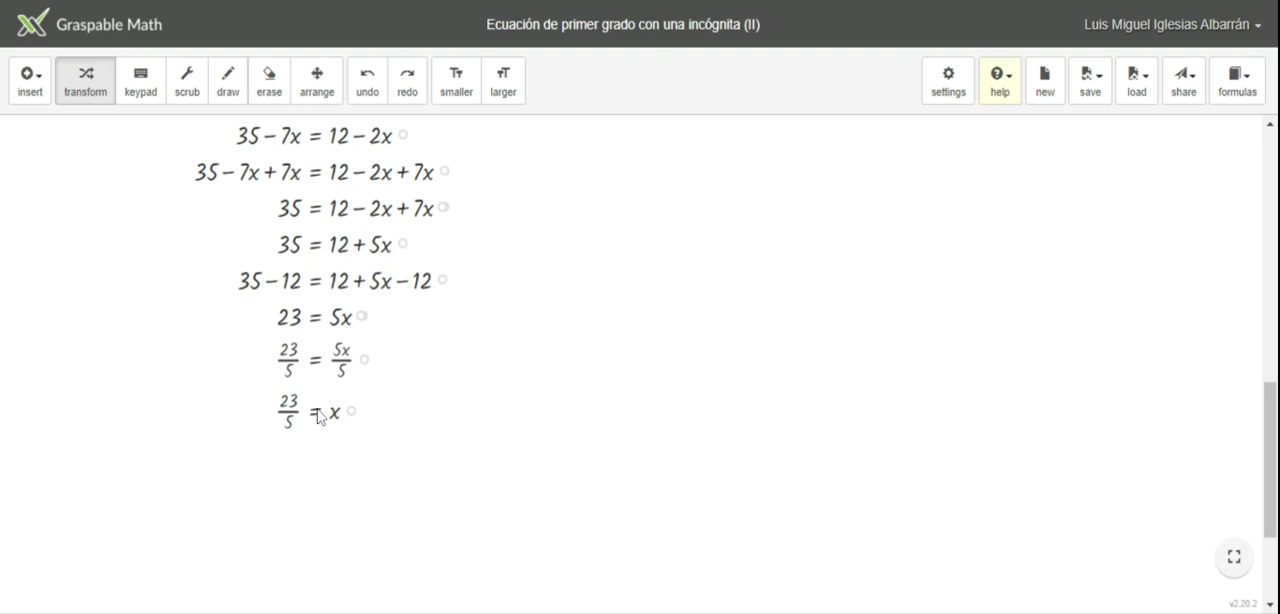 Graspable Math
Ecuación de primer grado con una incógnita (II)
Luis Miguel Iglesias Albarrán
insert transform keypad scrub draw erase arrange undo redo smaller larger settings help new save load share formulas
35 − 7x = 12 − 2x
35 − 7x + 7x = 12 − 2x + 7x
35 = 12 − 2x + 7x
35 = 12 + 5x
35 − 12 = 12 + 5x − 12
23 = 5x
23/5 = 5x/5
23/5 = x
v2.20.2